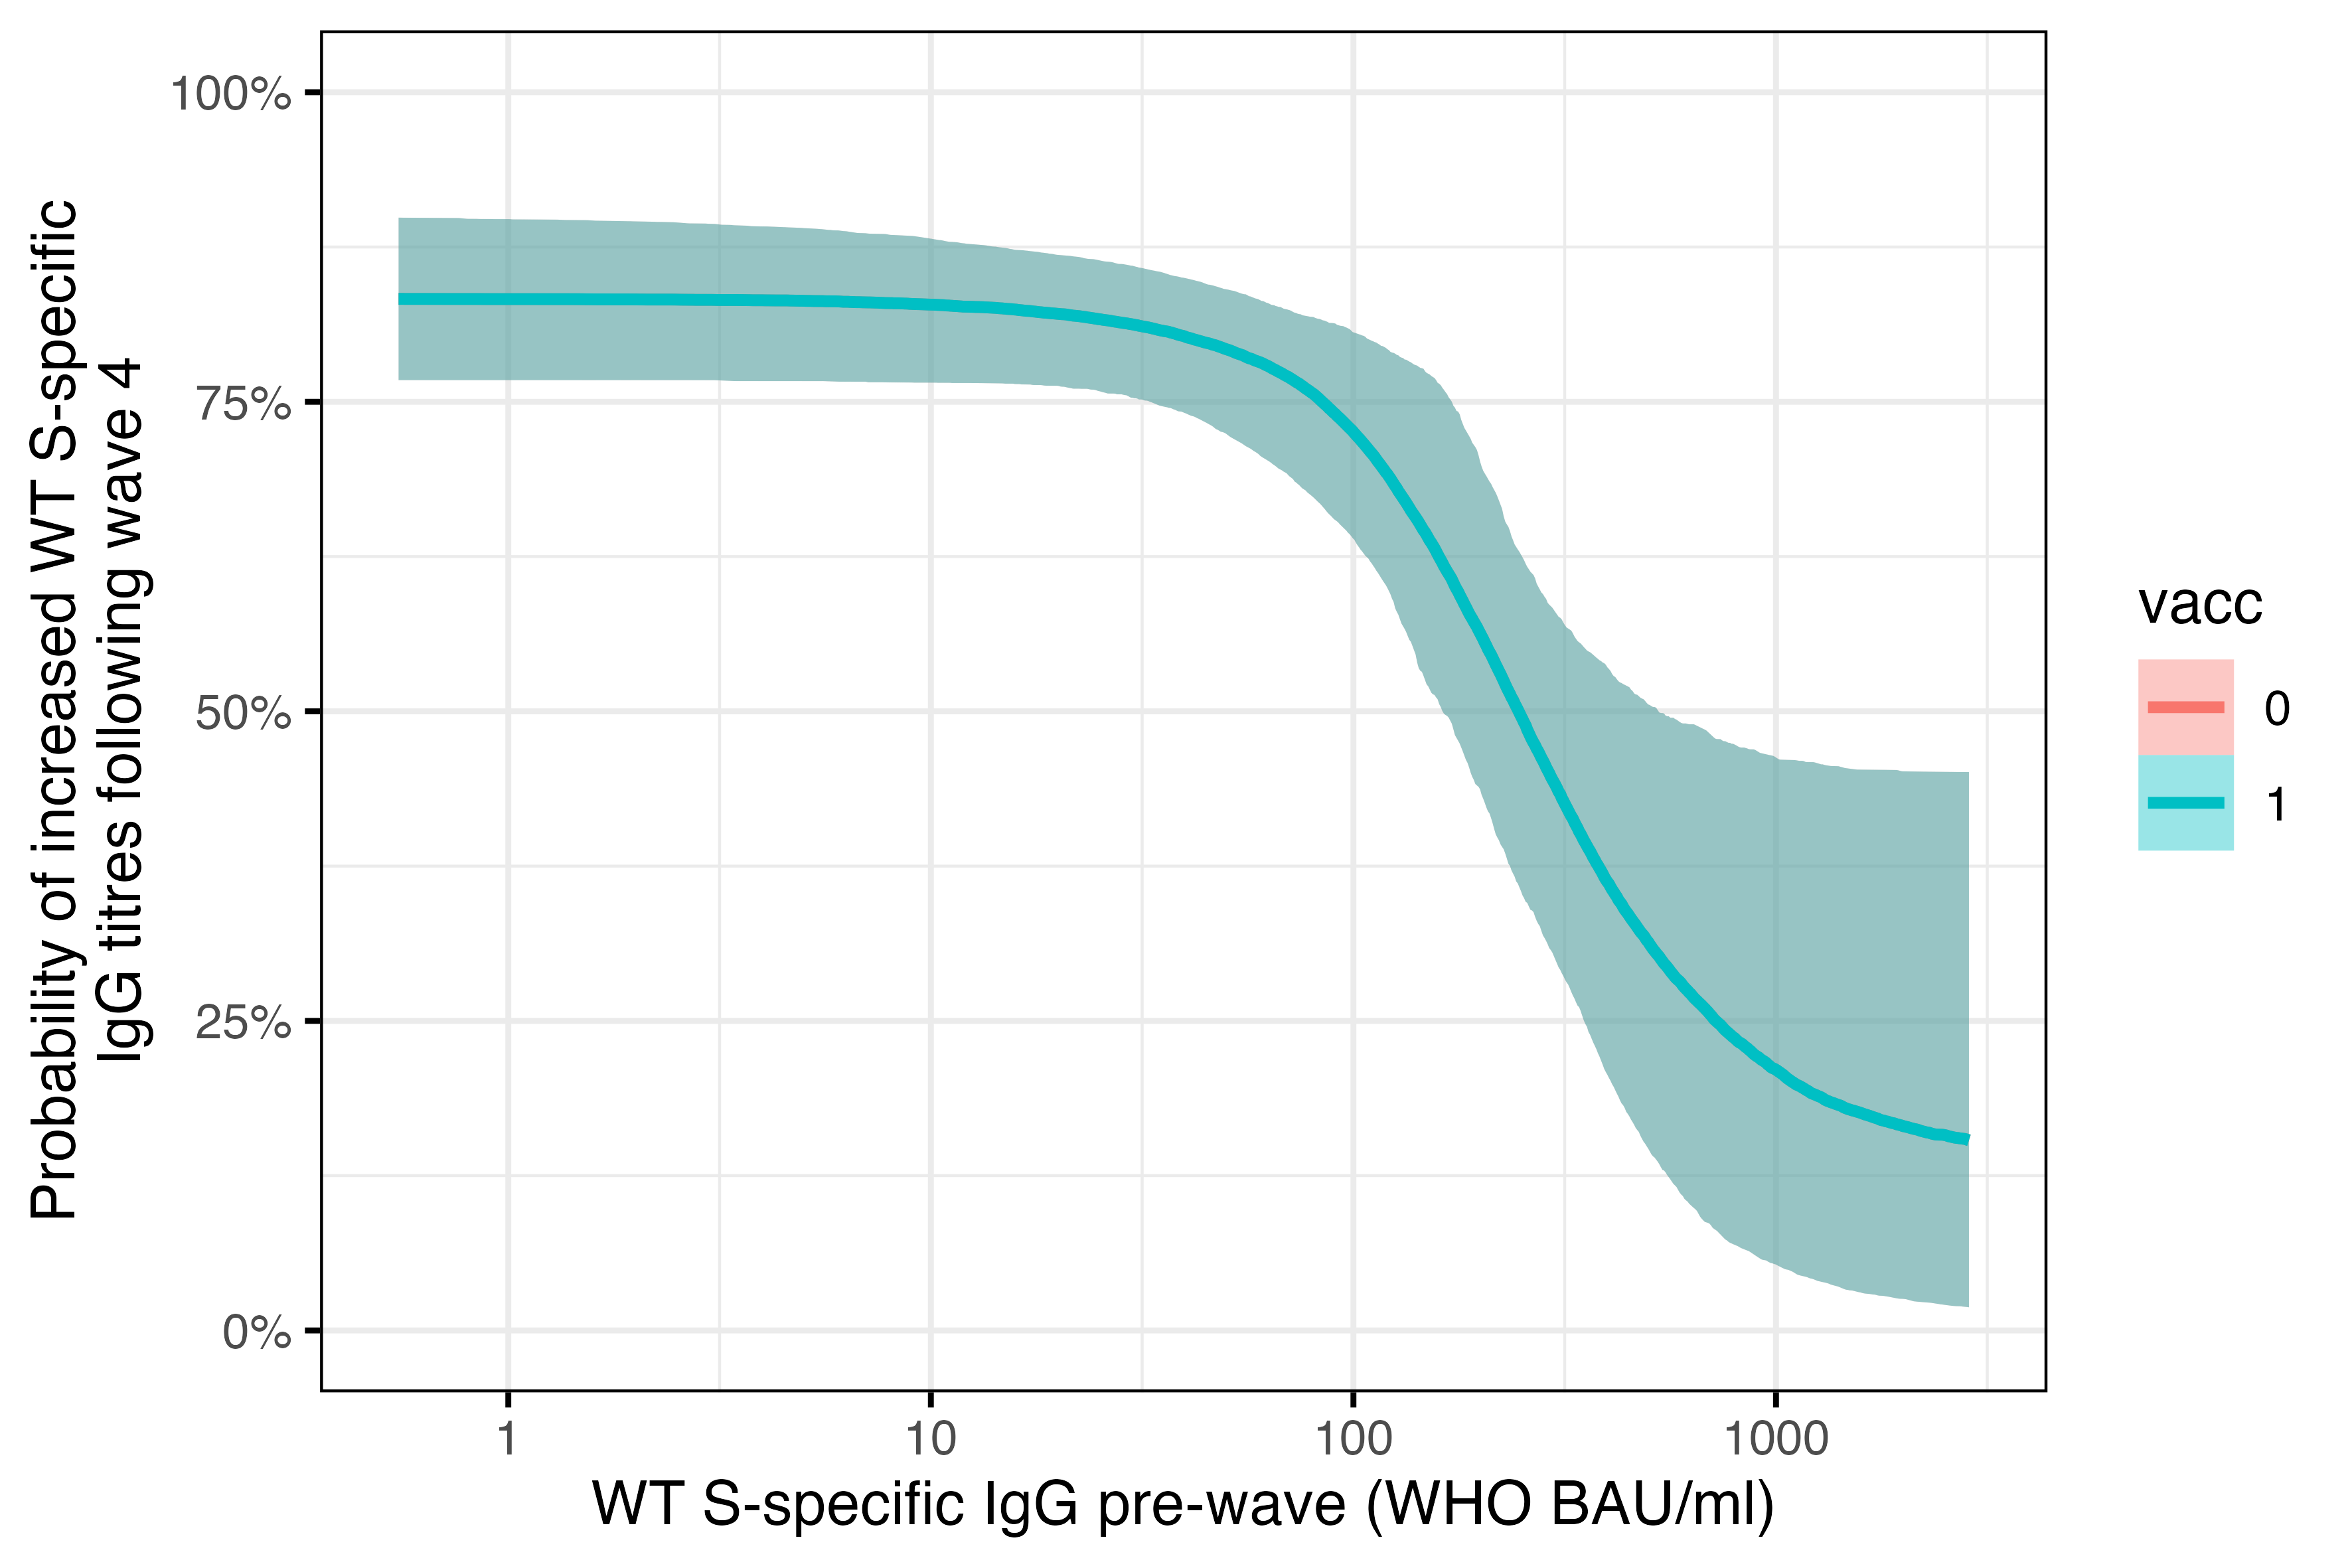 Probability of increased WT S-specific
IgG titres following wave 4
100%
75%
50%
25%
0%
1
10
100
1000
WT S-specific IgG pre-wave (WHO BAU/ml)
vacc
0
1